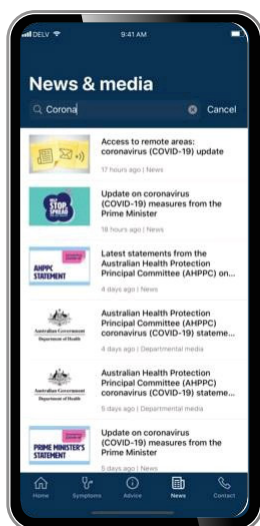 DELV 9:41 AM
News & media
Corona Cancel
Access to remote areas:
coronavirus (COVID-19) update
17 hours ago | News
STOP
SPREAD
Update on coronavirus
(COVID-19) measures from the
Prime Minister
18 hours ago | News
AHPPC
STATEMENT
Latest statements from the
Australian Health Protection
Principal Committee (AHPPC) on...
4 days ago | News
Australian Government
Department of Health
Australian Health Protection
Principal Committee (AHPPC)
coronavirus (COVID-19) stateme...
4 days ago | Departmental media
Australian Government
Department of Health
Australian Health Protection
Principal Committee (AHPPC)
coronavirus (COVID-19) stateme...
5 days ago | Departmental media
PRIME MINISTER'S
STATEMENT
Update on coronavirus
(COVID-19) measures from the
Prime Minister
5 days ago | News
Home Symptoms Advice News Contact